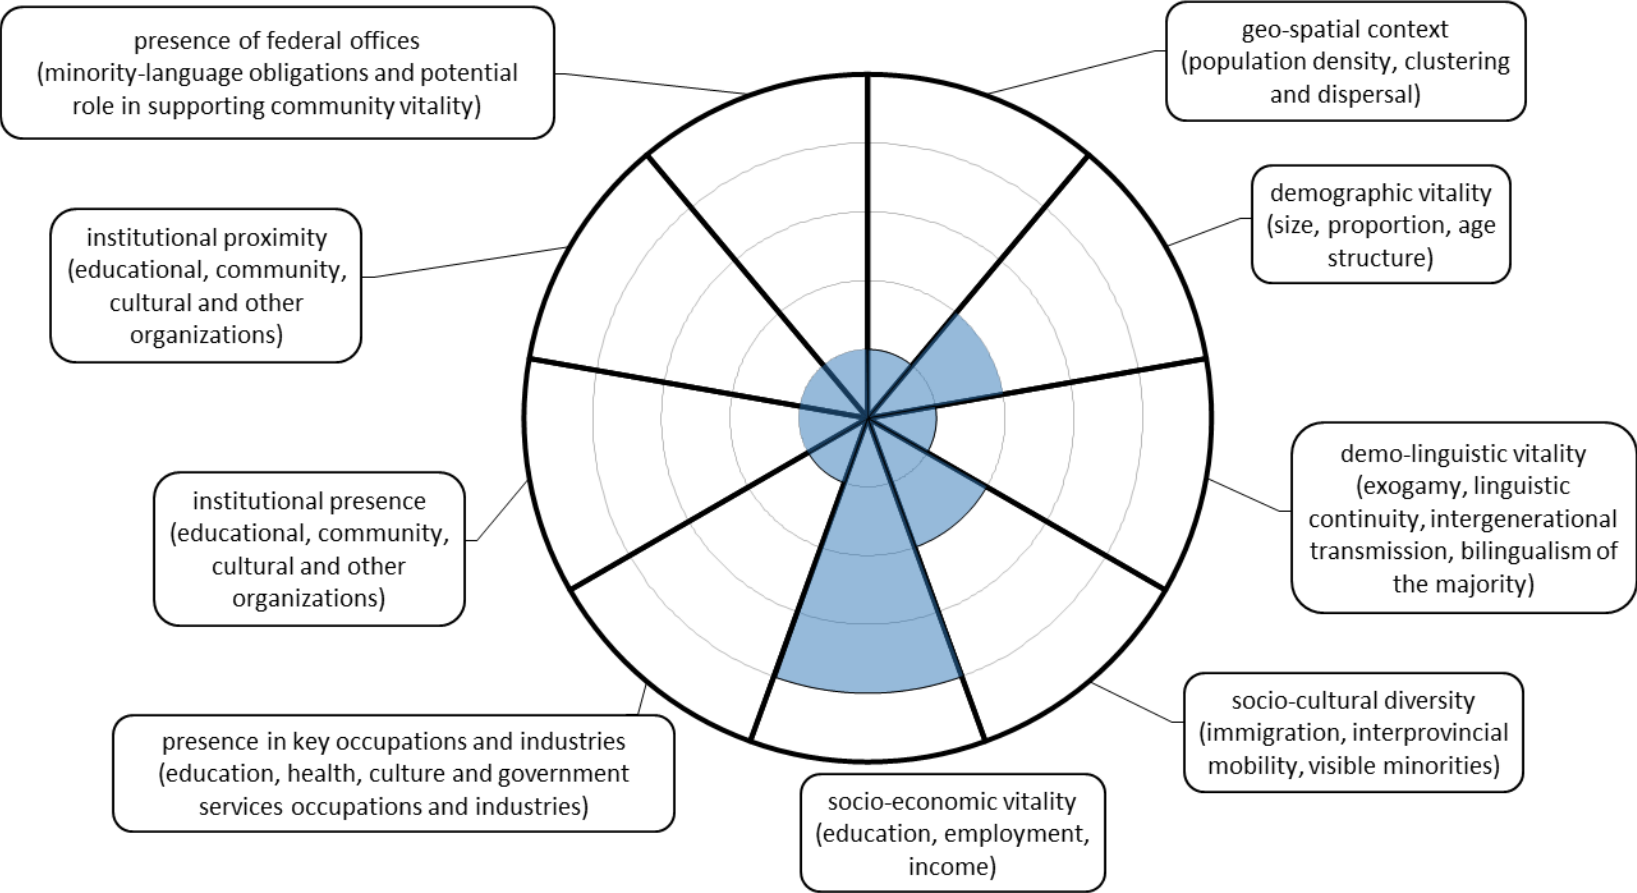 presence of federal offices
(minority-language obligations and potential
role in supporting community vitality)
geo-spatial context
(population density, clustering
and dispersal)
demographic vitality
(size, proportion, age
structure)
institutional proximity
(educational, community,
cultural and other
organizations)
demo-linguistic vitality
(exogamy, linguistic
continuity, intergenerational
transmission, bilingualism of
the majority)
institutional presence
(educational, community,
cultural and other
organizations)
socio-cultural diversity
(immigration, interprovincial
mobility, visible minorities)
presence in key occupations and industries
(education, health, culture and government
services occupations and industries)
socio-economic vitality
(education, employment,
income)